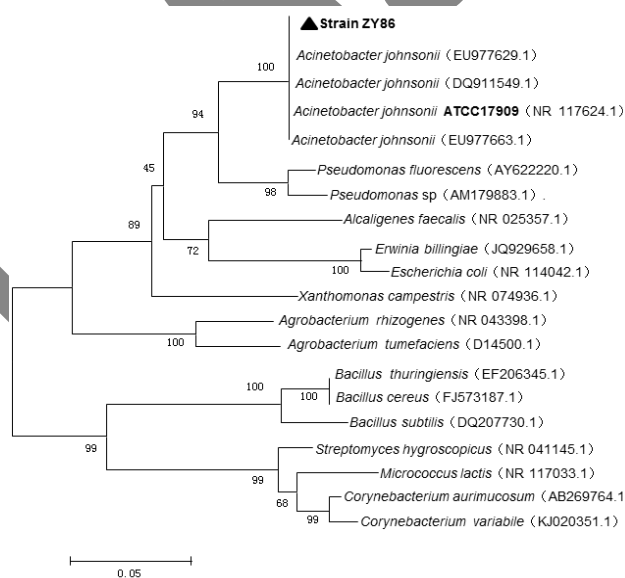 ▲Strain ZY86
Acinetobacter johnsonii（EU977629.1）
100
Acinetobacter johnsonii（DQ911549.1）
Acinetobacter johnsonii ATCC17909（NR 117624.1）
94
Acinetobacter johnsonii（EU977663.1）
45
Pseudomonas fluorescens（AY622220.1）
98
Pseudomonas sp（AM179883.1）.
Alcaligenes faecalis（NR 025357.1）
89
72
Erwinia billingiae（JQ929658.1）
100
Escherichia coli（NR 114042.1）
Xanthomonas campestris（NR 074936.1）
Agrobacterium rhizogenes（NR 043398.1）
100
Agrobacterium tumefaciens（D14500.1）
Bacillus thuringiensis（EF206345.1）
100
100
Bacillus cereus（FJ573187.1）
Bacillus subtilis（DQ207730.1）
99
Streptomyces hygroscopicus（NR 041145.1）
99
Micrococcus lactis（NR 117033.1）
68
Corynebacterium aurimucosum（AB269764.1
99
Corynebacterium variabile（KJ020351.1）
0.05